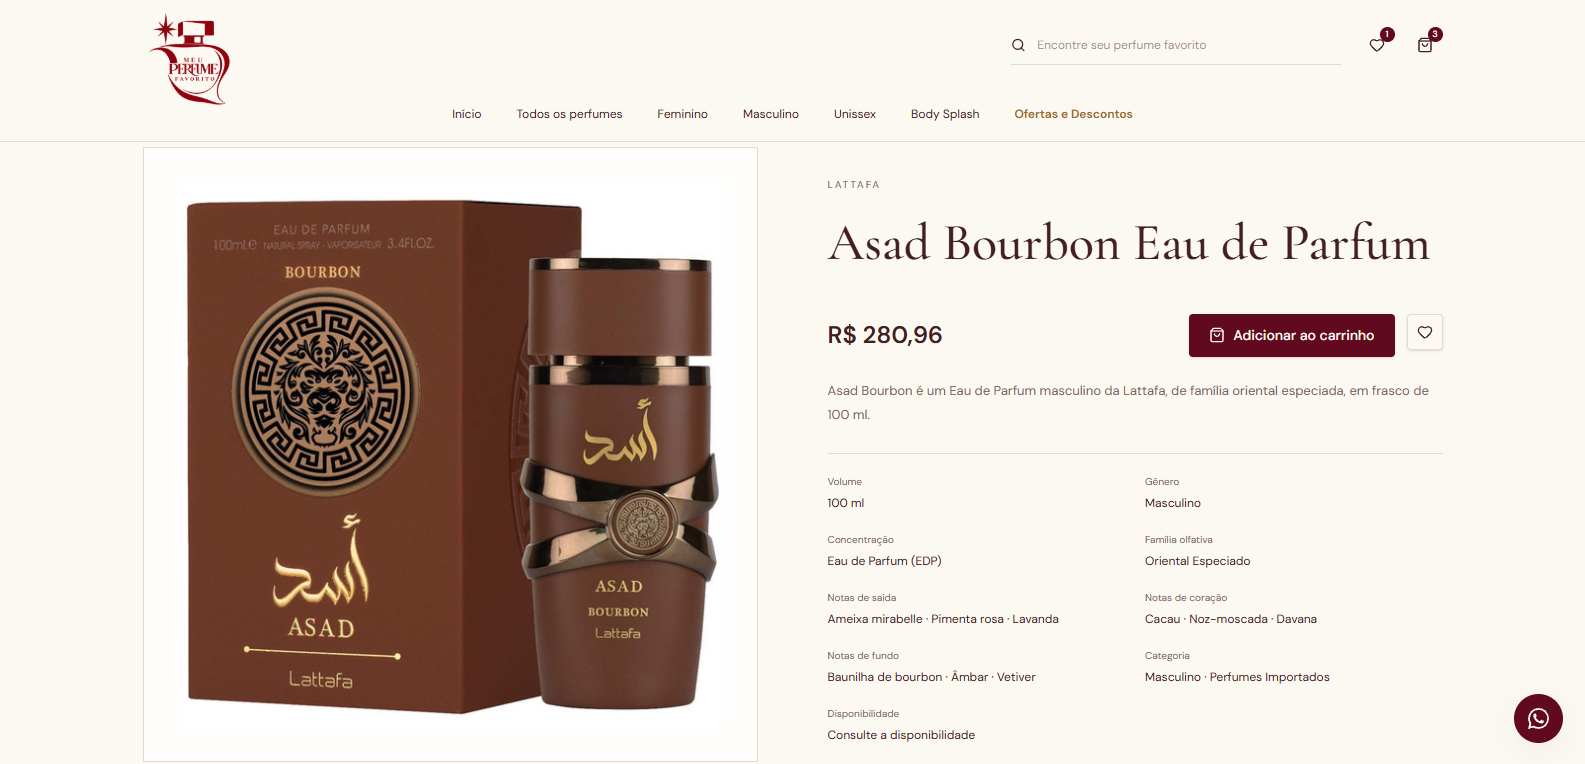 MEU
PERFUME
FAVORITO
Encontre seu perfume favorito
1
3
Início
Todos os perfumes
Feminino
Masculino
Unissex
Body Splash
Ofertas e Descontos
EAU DE PARFUM
100ml.e NATURAL SPRAY · VAPORISATEUR 3.4Fl.OZ.
BOURBON
أسد
ASAD
Lattafa
أسد
ASAD
BOURBON
Lattafa
LATTAFA
Asad Bourbon Eau de Parfum
R$ 280,96
Adicionar ao carrinho
Asad Bourbon é um Eau de Parfum masculino da Lattafa, de família oriental especiada, em frasco de
100 ml.
Volume
100 ml
Gênero
Masculino
Concentração
Eau de Parfum (EDP)
Família olfativa
Oriental Especiado
Notas de saída
Ameixa mirabelle · Pimenta rosa · Lavanda
Notas de coração
Cacau · Noz-moscada · Davana
Notas de fundo
Baunilha de bourbon · Âmbar · Vetiver
Categoria
Masculino · Perfumes Importados
Disponibilidade
Consulte a disponibilidade